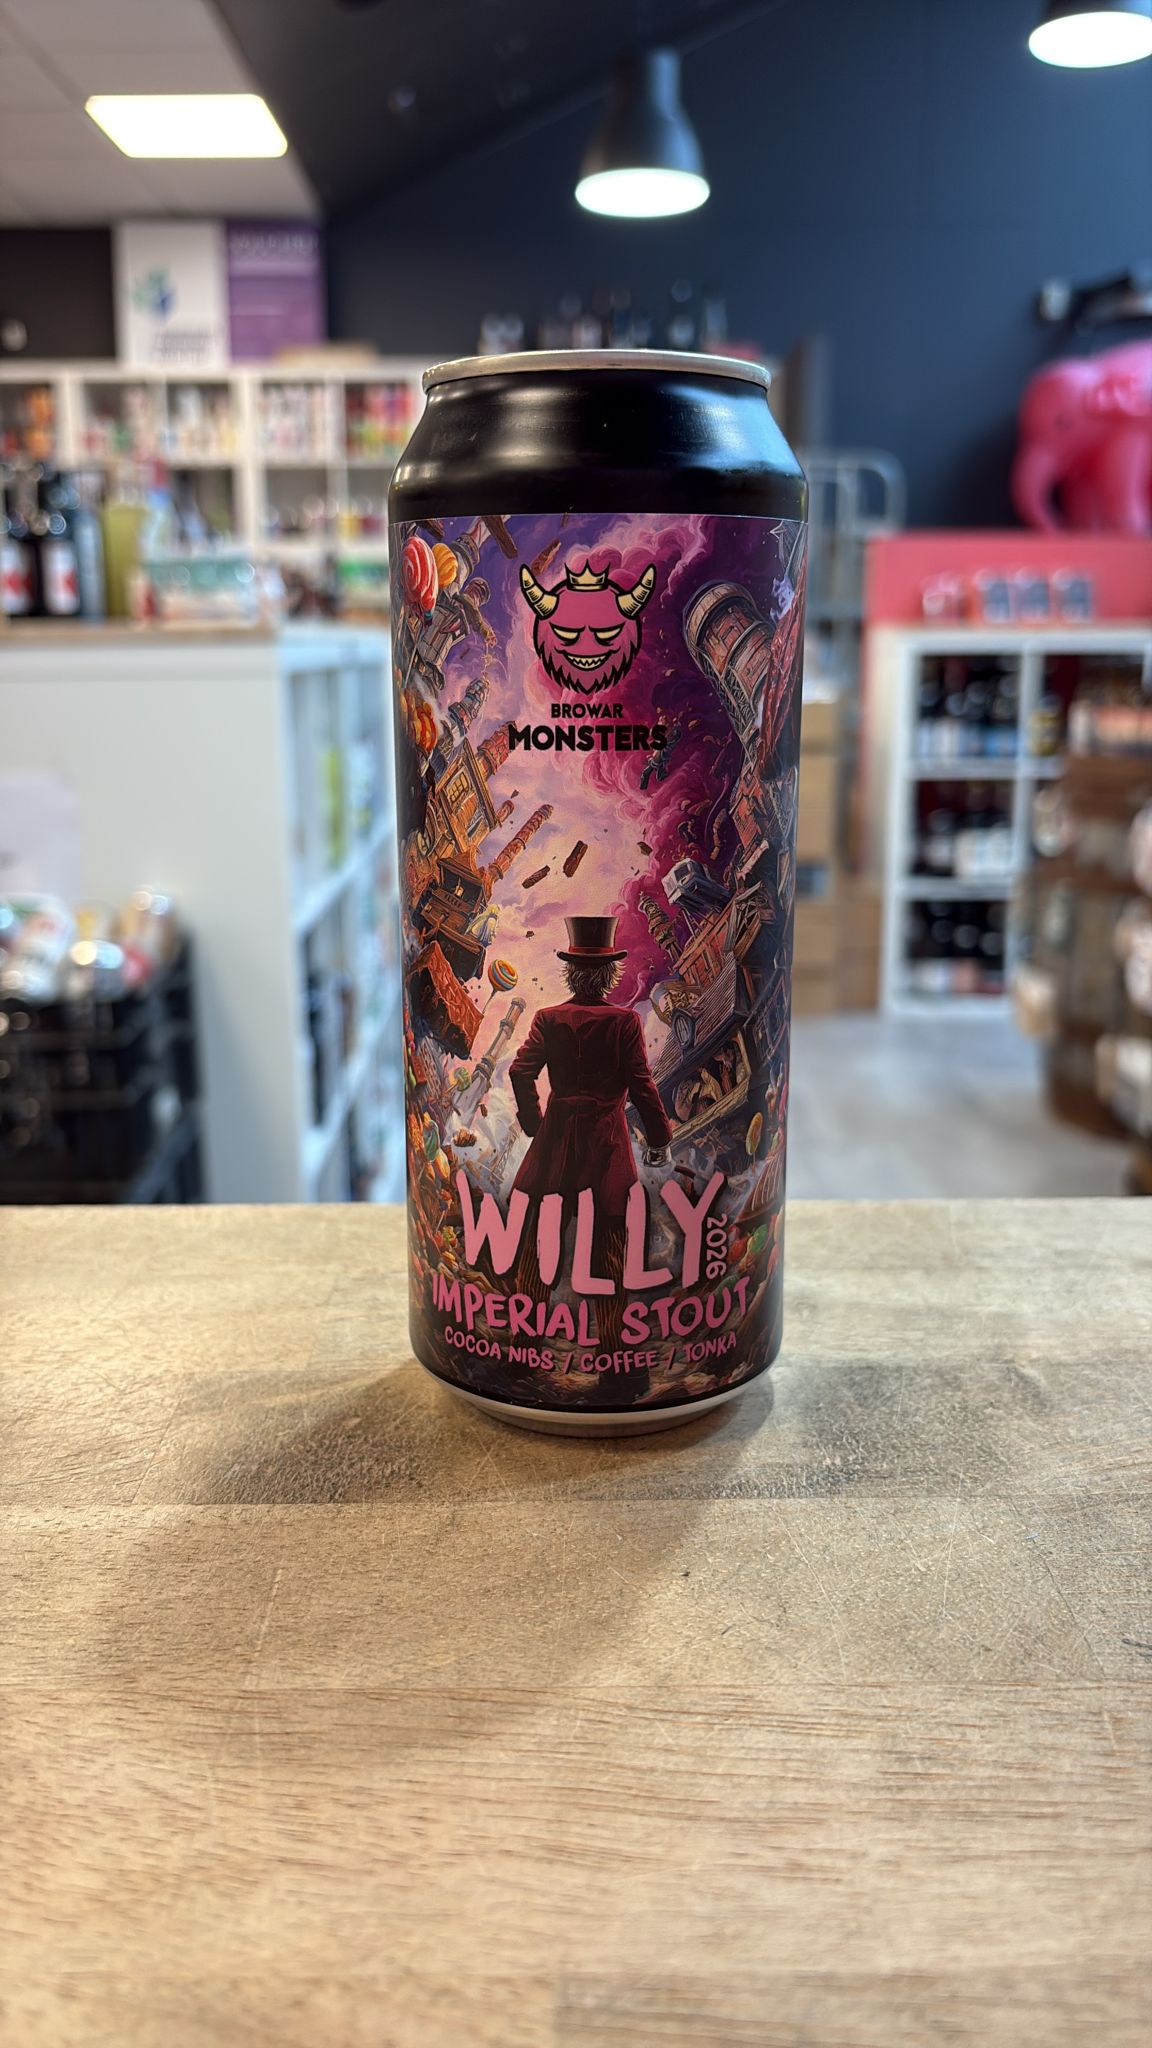 BROWAR
MONSTERS
WILLY
2026
IMPERIAL STOUT
COCOA NIBS / COFFEE / TONKA